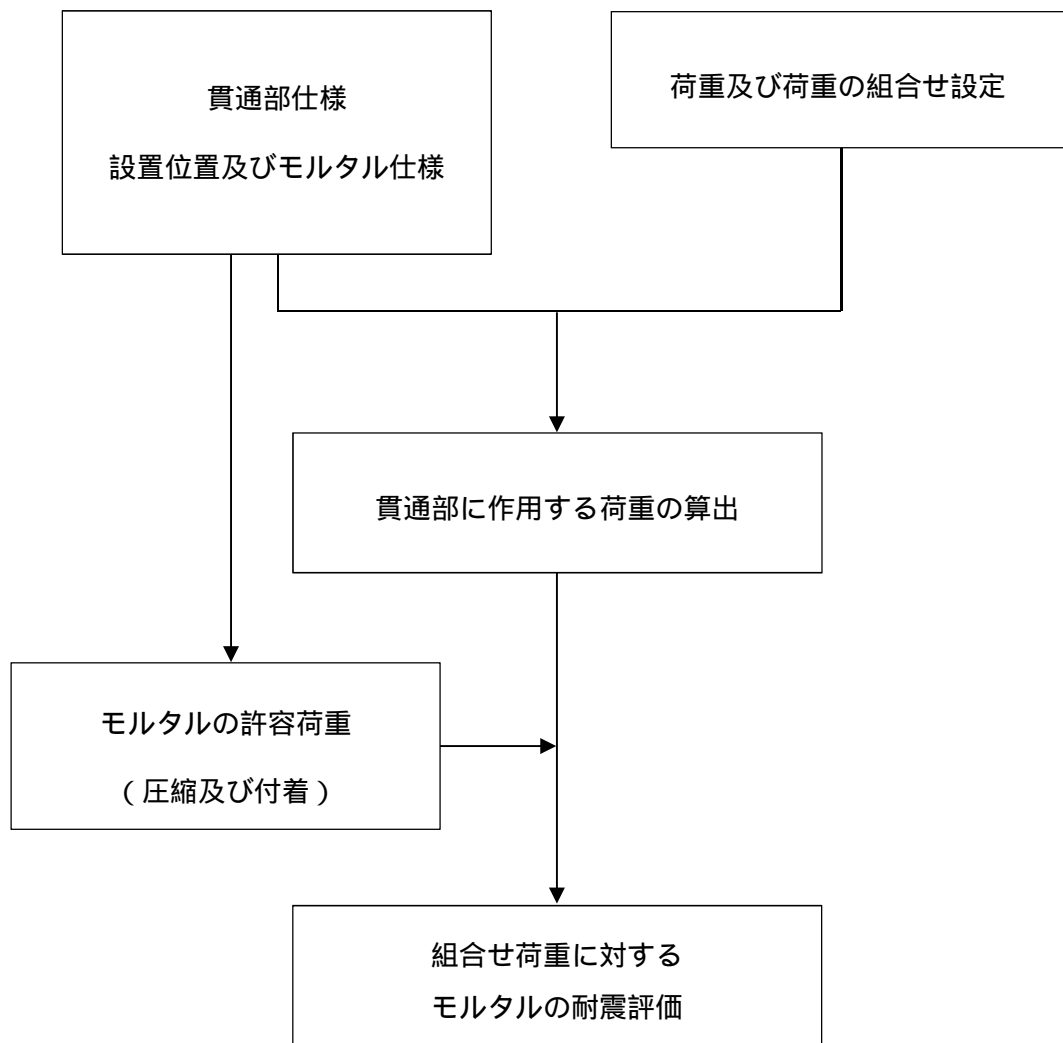 貫通部仕様
設置位置及びモルタル仕様
荷重及び荷重の組合せ設定
貫通部に作用する荷重の算出
モルタルの許容荷重
(圧縮及び付着)
組合せ荷重に対する
モルタルの耐震評価